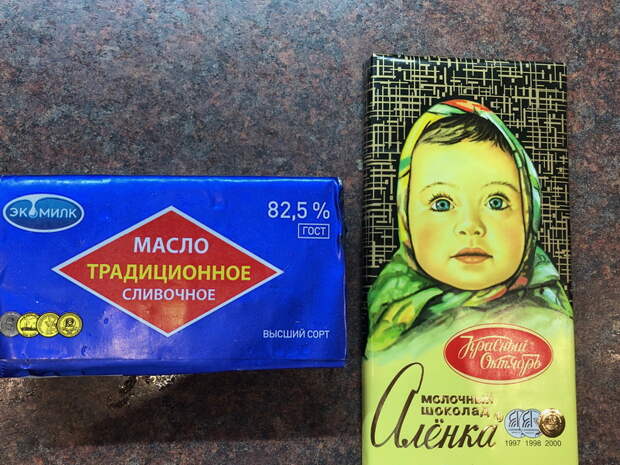 ЭКОМИЛК
82,5 %
ГОСТ
МАСЛО
ТРАДИЦИОННОЕ
СЛИВОЧНОЕ
ВЫСШИЙ СОРТ
Красный
Октябрь
МОЛОЧНЫЙ
ШОКОЛАД
Алёнка
1997 1998 2000